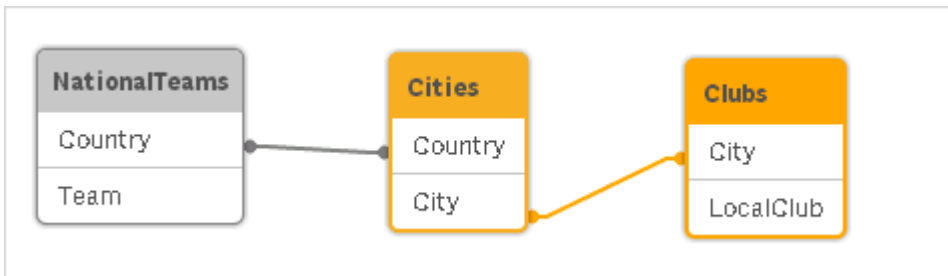 NationalTeams
Country
Team
Cities
Country
City
Clubs
City
LocalClub